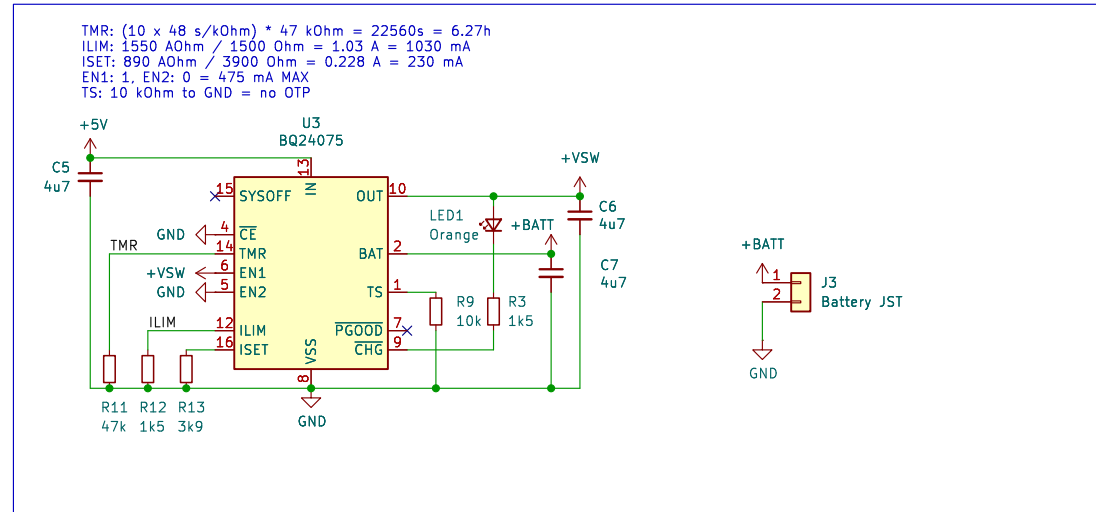 TMR: (10 x 48 s/kOhm) * 47 kOhm = 22560s = 6.27h
ILIM: 1550 AOhm / 1500 Ohm = 1.03 A = 1030 mA
ISET: 890 AOhm / 3900 Ohm = 0.228 A = 230 mA
EN1: 1, EN2: 0 = 475 mA MAX
TS: 10 kOhm to GND = no OTP
+5V
U3
BQ24075
+VSW
C5
4u7
13
IN
15 SYSOFF
OUT 10
LED1
Orange
+BATT
C6
4u7
GND
4 CE
TMR
14 TMR
BAT 2
+BATT
+VSW
6 EN1
C7
4u7
1
J3
GND
5 EN2
TS 1
R9
10k
R3
1k5
2
Battery JST
ILIM
12 ILIM
PGOOD 7
16 ISET
VSS
CHG 9
8
GND
GND
R11
47k
R12
1k5
R13
3k9